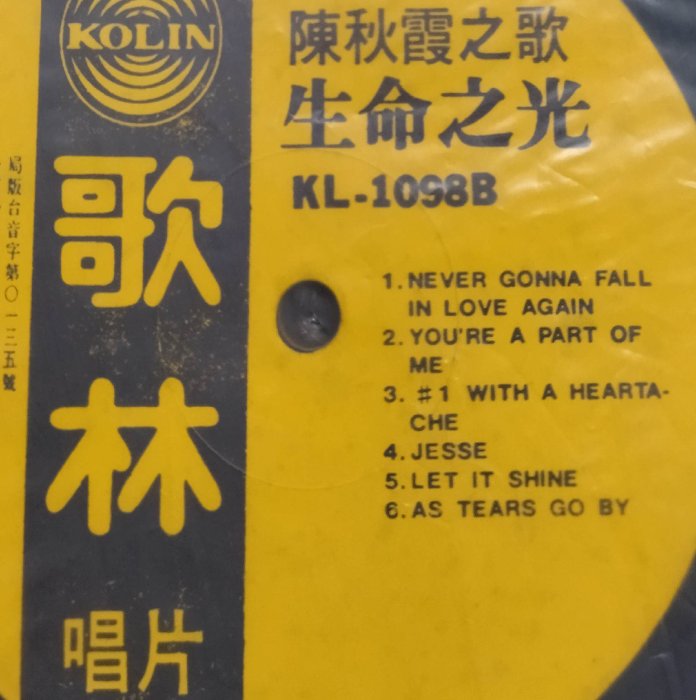 KOLIN
歌林
唱片
局版台音字第〇一三五號
陳秋霞之歌
生命之光
KL-1098B
1. NEVER GONNA FALL
IN LOVE AGAIN
2. YOU'RE A PART OF
ME
3. #1 WITH A HEARTA-
CHE
4. JESSE
5. LET IT SHINE
6. AS TEARS GO BY